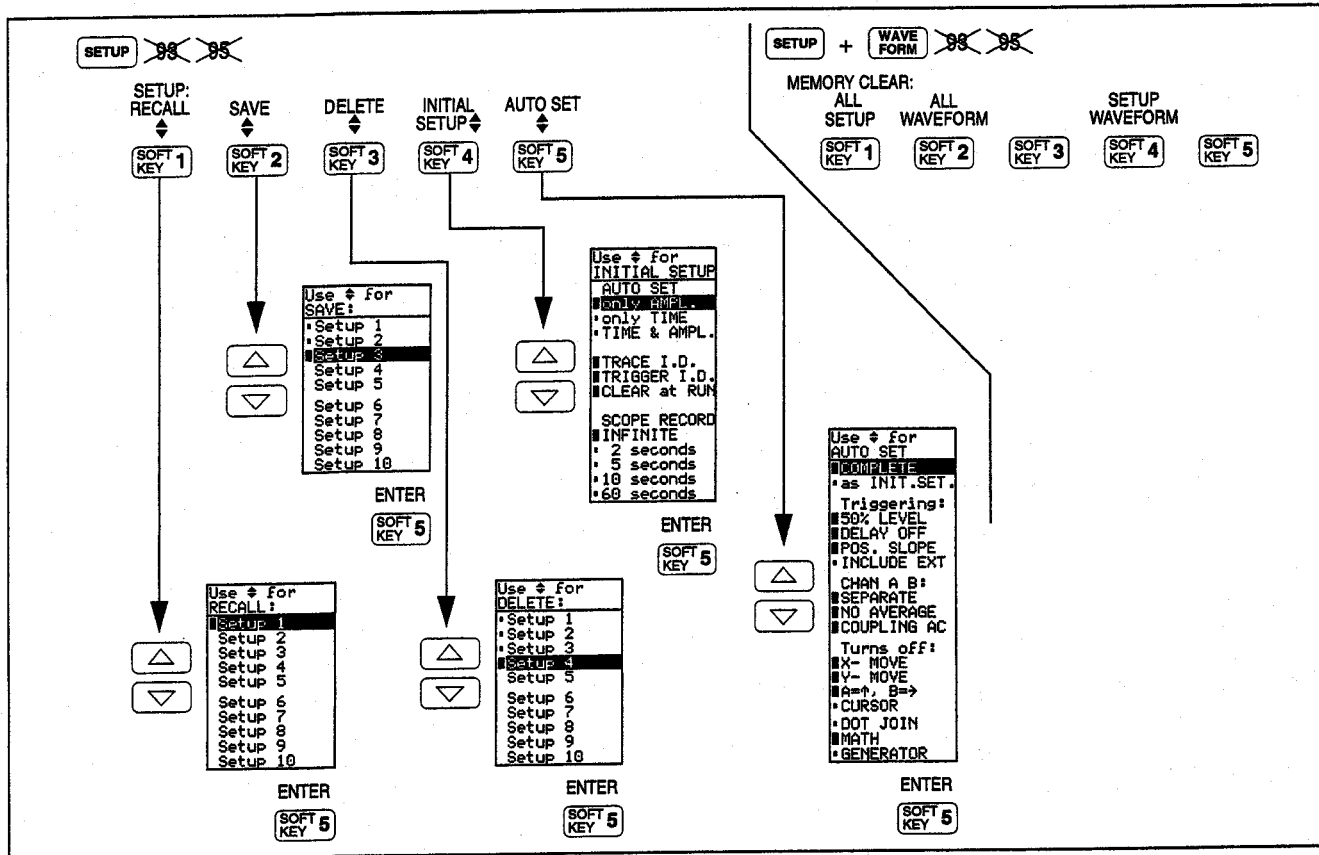 SETUP 93 95
SETUP:
RECALL
SAVE
DELETE
INITIAL
SETUP
AUTO SET
SOFT KEY 1
SOFT KEY 2
SOFT KEY 3
SOFT KEY 4
SOFT KEY 5
SETUP + WAVE FORM 93 95
MEMORY CLEAR:
ALL
SETUP
ALL
WAVEFORM
SETUP
WAVEFORM
SOFT KEY 1
SOFT KEY 2
SOFT KEY 3
SOFT KEY 4
SOFT KEY 5
Use ♦ for
SAVE:
Setup 1
Setup 2
Setup 3
Setup 4
Setup 5
Setup 6
Setup 7
Setup 8
Setup 9
Setup 10
ENTER
SOFT KEY 5
Use ♦ for
INITIAL SETUP
AUTO SET
only AMPL.
only TIME
TIME & AMPL.
TRACE I.D.
TRIGGER I.D.
CLEAR at RUN
SCOPE RECORD
INFINITE
2 seconds
5 seconds
10 seconds
60 seconds
ENTER
SOFT KEY 5
Use ♦ for
AUTO SET
COMPLETE
as INIT.SET.
Triggering:
50% LEVEL
DELAY OFF
POS. SLOPE
INCLUDE EXT
CHAN A B:
SEPARATE
NO AVERAGE
COUPLING AC
Turns off:
X- MOVE
Y- MOVE
A=↑, B=→
CURSOR
DOT JOIN
MATH
GENERATOR
ENTER
SOFT KEY 5
Use ♦ for
RECALL:
Setup 1
Setup 2
Setup 3
Setup 4
Setup 5
Setup 6
Setup 7
Setup 8
Setup 9
Setup 10
ENTER
SOFT KEY 5
Use ♦ for
DELETE:
Setup 1
Setup 2
Setup 3
Setup 4
Setup 5
Setup 6
Setup 7
Setup 8
Setup 9
Setup 10
ENTER
SOFT KEY 5